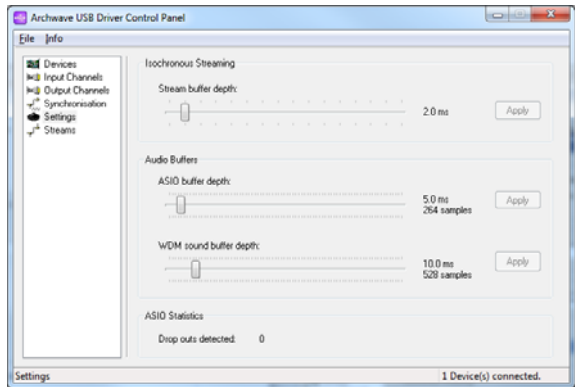 Archwave USB Driver Control Panel
File Info
Devices
Input Channels
Output Channels
Synchronisation
Settings
Streams
Isochronous Streaming
Stream buffer depth:
2.0 ms
Apply
Audio Buffers
ASIO buffer depth:
5.0 ms
264 samples
Apply
WDM sound buffer depth:
10.0 ms
528 samples
Apply
ASIO Statistics
Drop outs detected: 0
Settings
1 Device(s) connected.